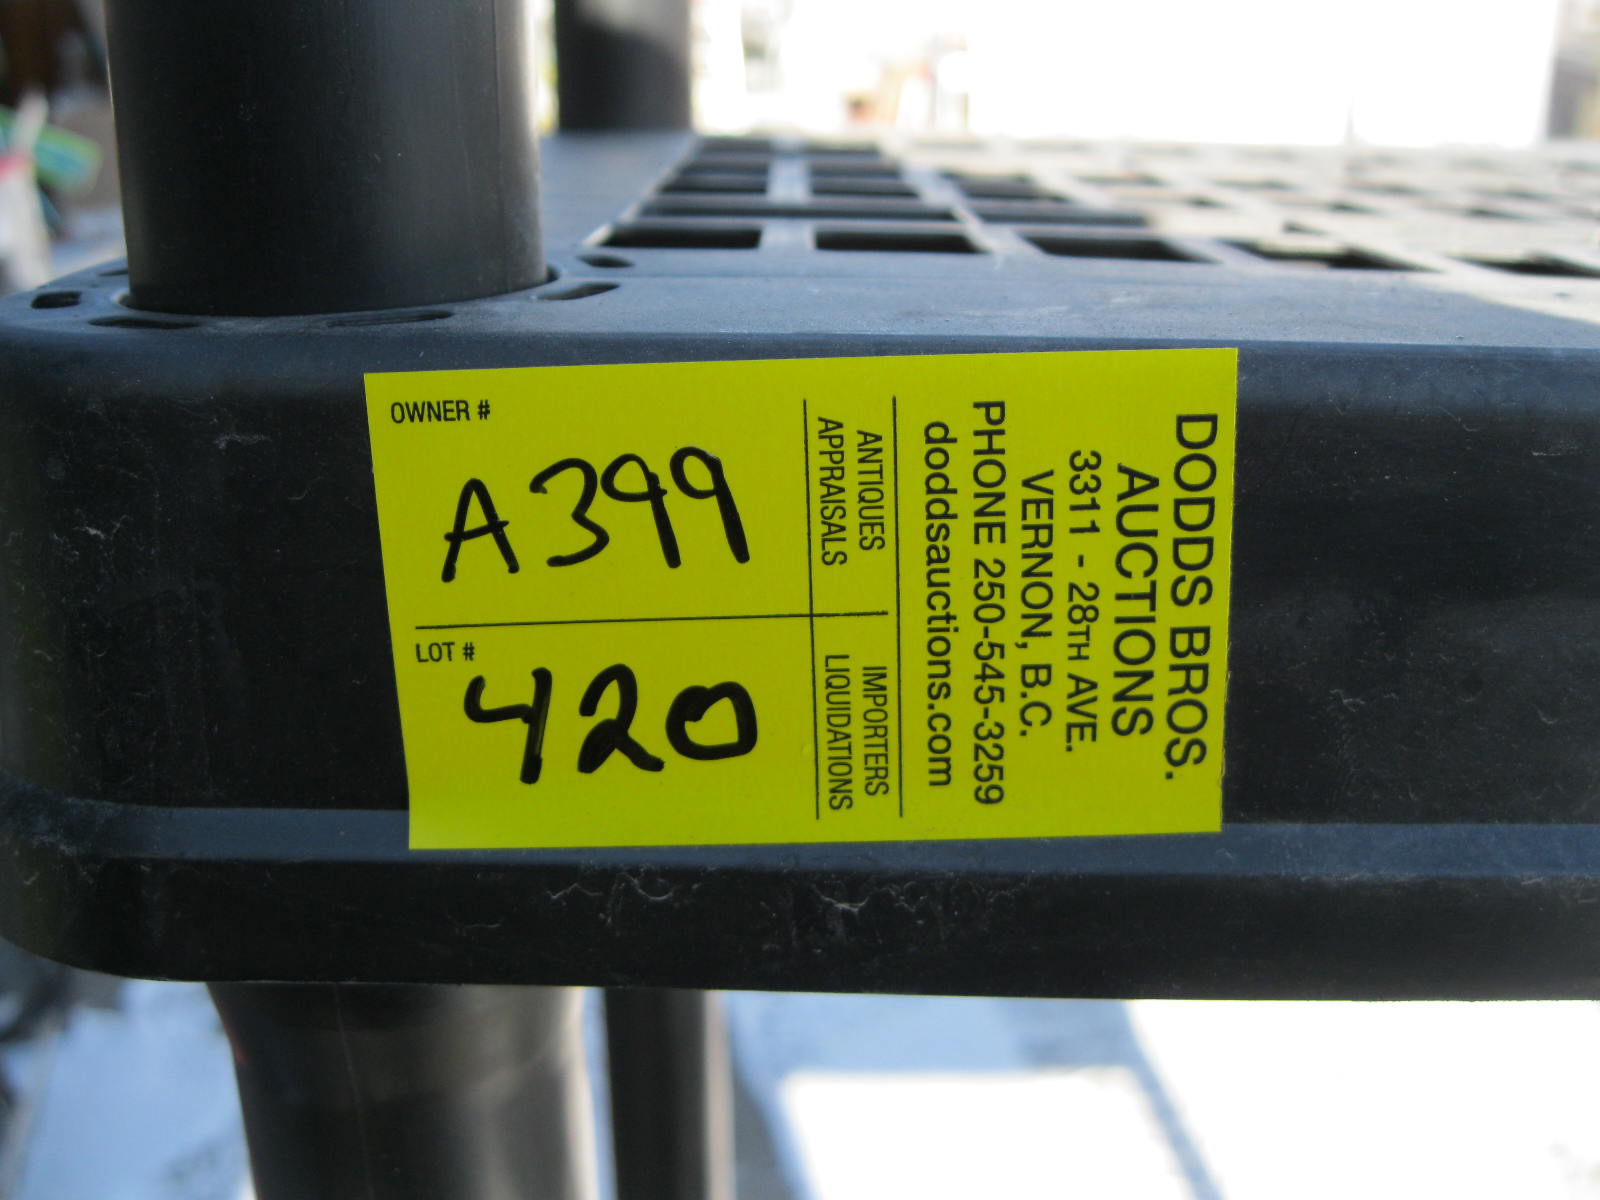 OWNER #
A399
LOT #
420
ANTIQUES
APPRAISALS
IMPORTERS
LIQUIDATIONS
DODDS BROS.
AUCTIONS
3311 - 28TH AVE.
VERNON, B.C.
PHONE 250-545-3259
doddsauctions.com